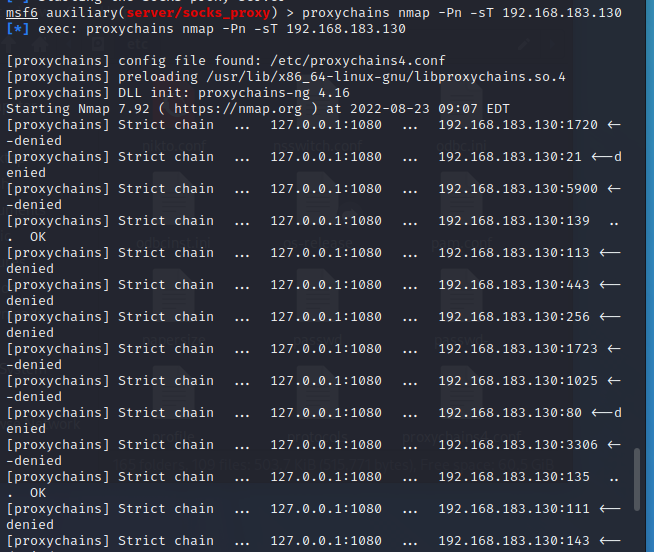 msf6 auxiliary(server/socks_proxy) > proxychains nmap -Pn -sT 192.168.183.130
[*] exec: proxychains nmap -Pn -sT 192.168.183.130
[proxychains] config file found: /etc/proxychains4.conf
[proxychains] preloading /usr/lib/x86_64-linux-gnu/libproxychains.so.4
[proxychains] DLL init: proxychains-ng 4.16
Starting Nmap 7.92 ( https://nmap.org ) at 2022-08-23 09:07 EDT
[proxychains] Strict chain  ...  127.0.0.1:1080  ...  192.168.183.130:1720 <-
-denied
[proxychains] Strict chain  ...  127.0.0.1:1080  ...  192.168.183.130:21 <--d
enied
[proxychains] Strict chain  ...  127.0.0.1:1080  ...  192.168.183.130:5900 <-
-denied
[proxychains] Strict chain  ...  127.0.0.1:1080  ...  192.168.183.130:139  ..
.  OK
[proxychains] Strict chain  ...  127.0.0.1:1080  ...  192.168.183.130:113 <--
denied
[proxychains] Strict chain  ...  127.0.0.1:1080  ...  192.168.183.130:443 <--
denied
[proxychains] Strict chain  ...  127.0.0.1:1080  ...  192.168.183.130:256 <--
denied
[proxychains] Strict chain  ...  127.0.0.1:1080  ...  192.168.183.130:1723 <-
-denied
[proxychains] Strict chain  ...  127.0.0.1:1080  ...  192.168.183.130:1025 <-
-denied
[proxychains] Strict chain  ...  127.0.0.1:1080  ...  192.168.183.130:80 <--d
enied
[proxychains] Strict chain  ...  127.0.0.1:1080  ...  192.168.183.130:3306 <-
-denied
[proxychains] Strict chain  ...  127.0.0.1:1080  ...  192.168.183.130:135  ..
.  OK
[proxychains] Strict chain  ...  127.0.0.1:1080  ...  192.168.183.130:111 <--
denied
[proxychains] Strict chain  ...  127.0.0.1:1080  ...  192.168.183.130:143 <--